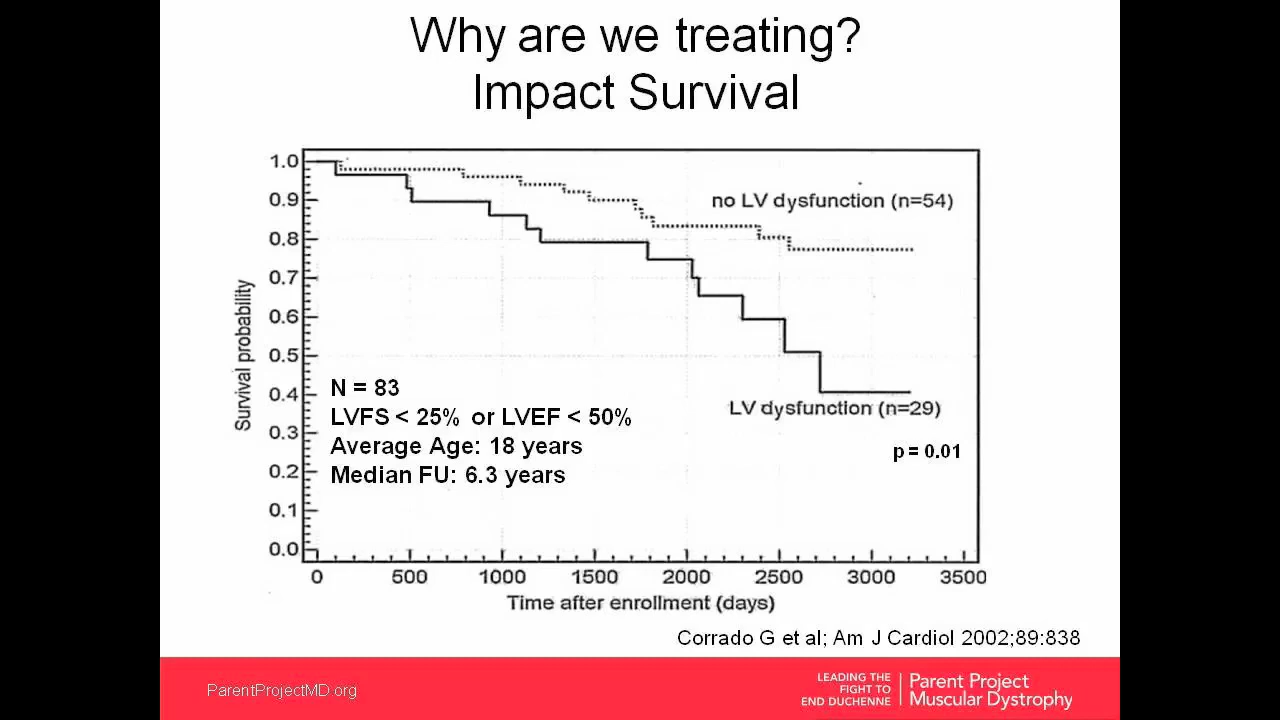 Why are we treating?
Impact Survival
1.0
0.9
0.8
0.7
0.6
0.5
0.4
0.3
0.2
0.1
0.0
Survival probability
no LV dysfunction (n=54)
LV dysfunction (n=29)
p = 0.01
N = 83
LVFS < 25% or LVEF < 50%
Average Age: 18 years
Median FU: 6.3 years
0 500 1000 1500 2000 2500 3000 3500
Time after enrollment (days)
Corrado G et al; Am J Cardiol 2002;89:838
ParentProjectMD.org
LEADING THE
FIGHT TO
END DUCHENNE
Parent Project
Muscular Dystrophy